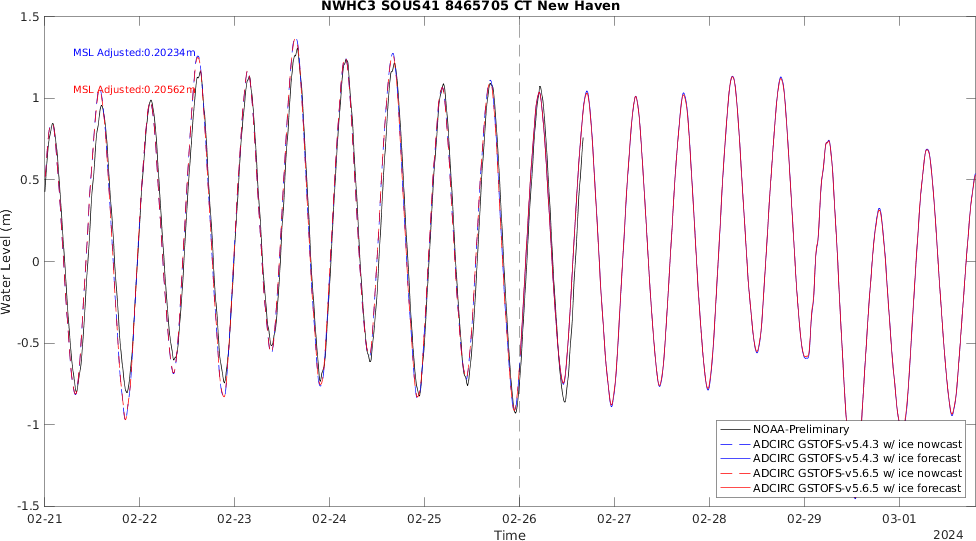 NWHC3 SOUS41 8465705 CT New Haven
1.5
MSL Adjusted:0.20234m
MSL Adjusted:0.20562m
1
0.5
0
-0.5
-1
-1.5
Water Level (m)
NOAA-Preliminary
ADCIRC GSTOFS-v5.4.3 w/ ice nowcast
ADCIRC GSTOFS-v5.4.3 w/ ice forecast
ADCIRC GSTOFS-v5.6.5 w/ ice nowcast
ADCIRC GSTOFS-v5.6.5 w/ ice forecast
02-21 02-22 02-23 02-24 02-25 02-26 02-27 02-28 02-29 03-01
Time
2024